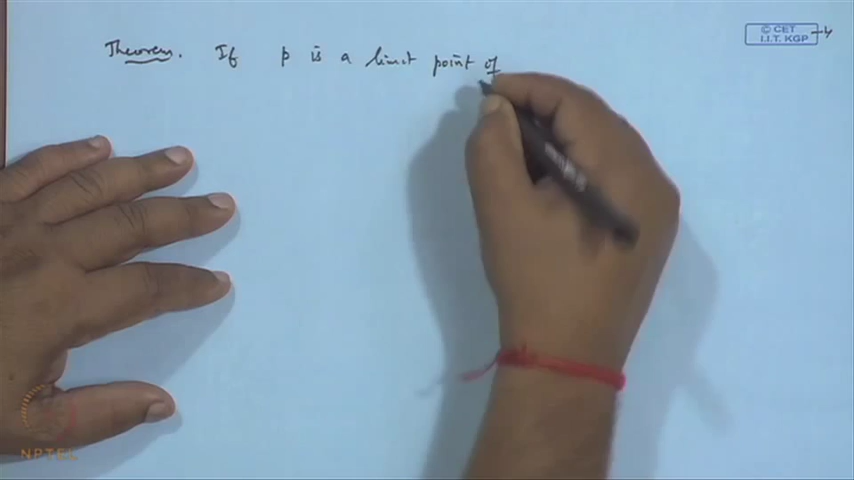 © CET
I.I.T. KGP
Theorem. If p is a limit point of
NPTEL